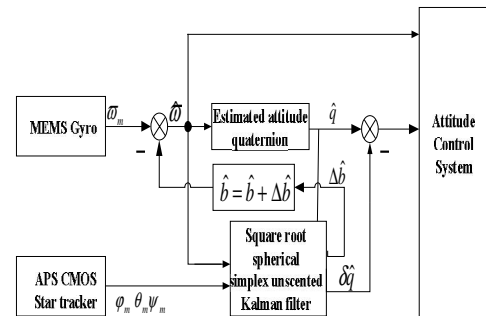 MEMS Gyro
ϖ_m
–
ω̂
Estimated attitude
quaternion
q̂
–
Attitude
Control
System
b̂ = b̂ + Δb̂
Δb̂
Square root
spherical
simplex unscented
Kalman filter
δq̂
APS CMOS
Star tracker
φ_m θ_m ψ_m